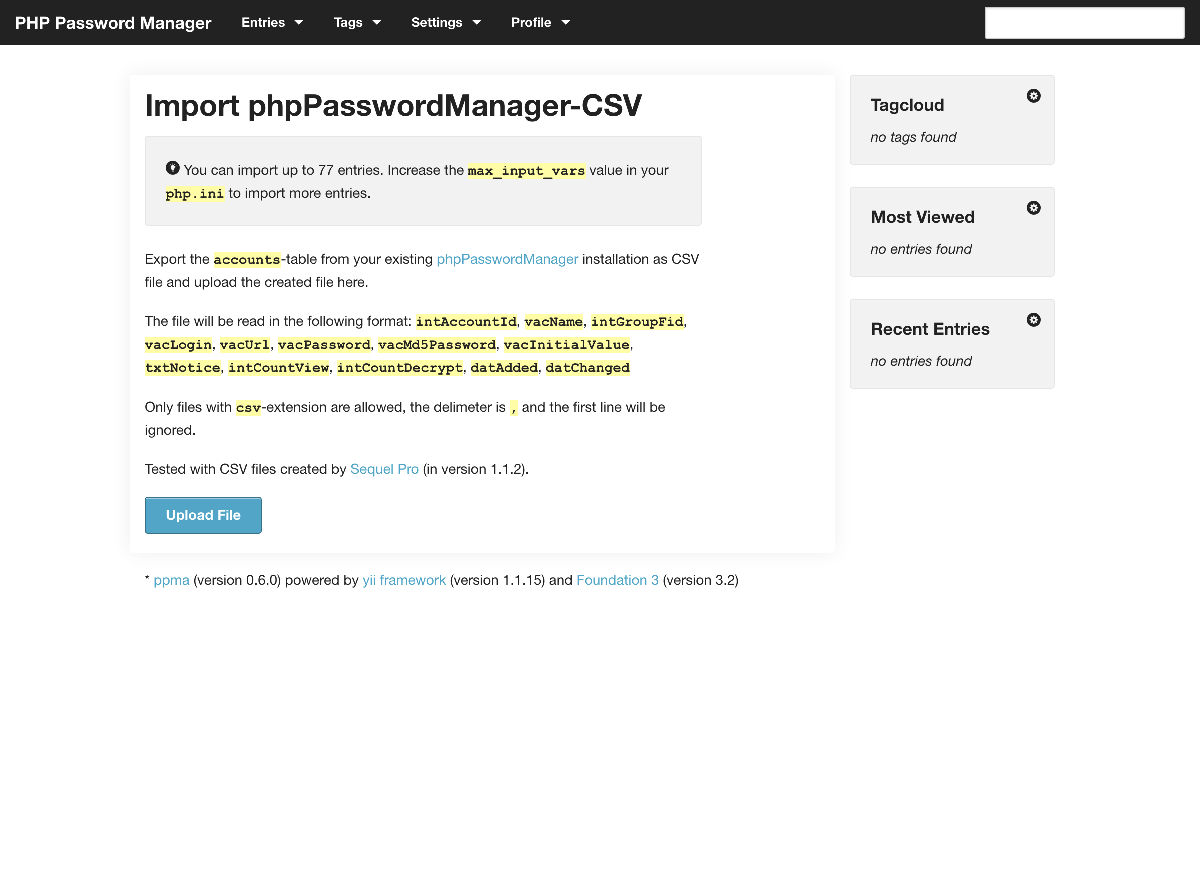 PHP Password Manager Entries Tags Settings Profile
Import phpPasswordManager-CSV
You can import up to 77 entries. Increase the max_input_vars value in your
php.ini to import more entries.
Export the accounts-table from your existing phpPasswordManager installation as CSV
file and upload the created file here.
The file will be read in the following format: intAccountId, vacName, intGroupFid,
vacLogin, vacUrl, vacPassword, vacMd5Password, vacInitialValue,
txtNotice, intCountView, intCountDecrypt, datAdded, datChanged
Only files with csv-extension are allowed, the delimeter is , and the first line will be
ignored.
Tested with CSV files created by Sequel Pro (in version 1.1.2).
Upload File
Tagcloud
no tags found
Most Viewed
no entries found
Recent Entries
no entries found
* ppma (version 0.6.0) powered by yii framework (version 1.1.15) and Foundation 3 (version 3.2)